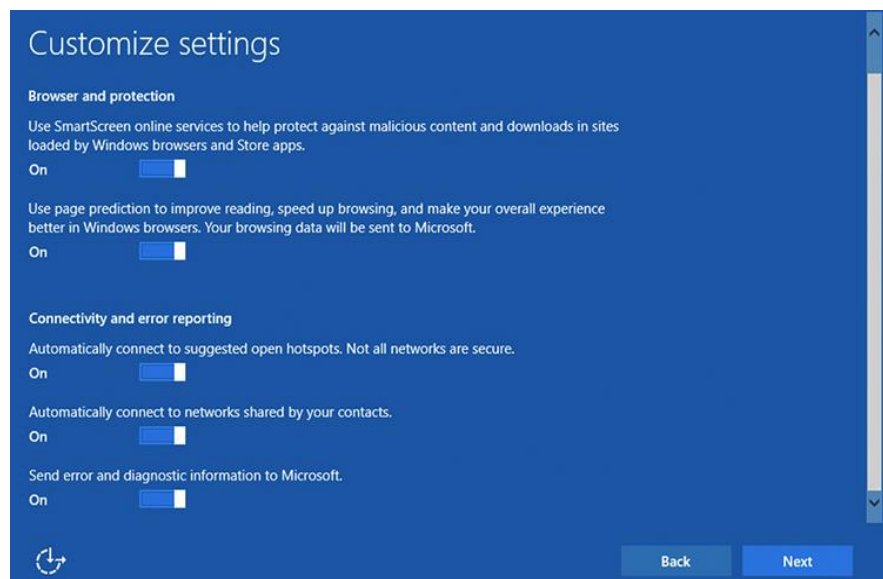 Customize settings
Browser and protection
Use SmartScreen online services to help protect against malicious content and downloads in sites
loaded by Windows browsers and Store apps.
On
Use page prediction to improve reading, speed up browsing, and make your overall experience
better in Windows browsers. Your browsing data will be sent to Microsoft.
On
Connectivity and error reporting
Automatically connect to suggested open hotspots. Not all networks are secure.
On
Automatically connect to networks shared by your contacts.
On
Send error and diagnostic information to Microsoft.
On
Back
Next